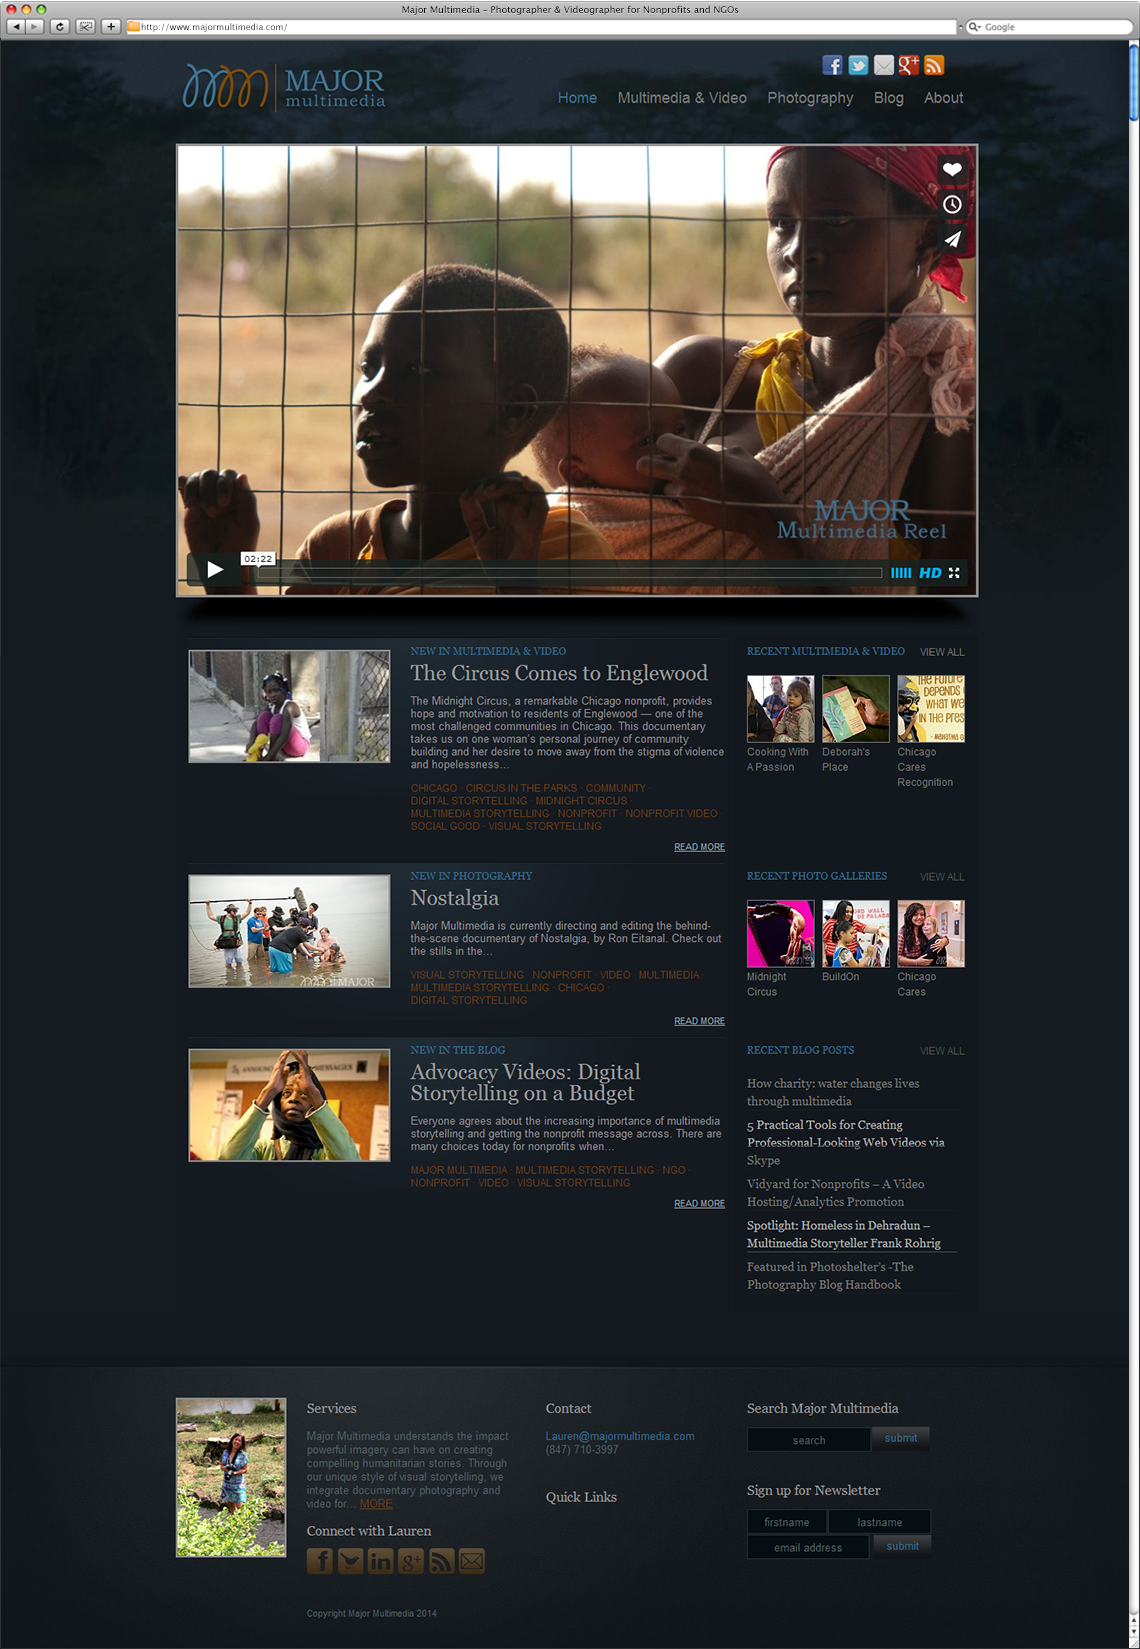 Major Multimedia – Photographer & Videographer for Nonprofits and NGOs
http://www.majormultimedia.com/
Google
MAJOR
multimedia
Home Multimedia & Video Photography Blog About
MAJOR
Multimedia Reel
02:22
HD
NEW IN MULTIMEDIA & VIDEO
The Circus Comes to Englewood
The Midnight Circus, a remarkable Chicago nonprofit, provides
hope and motivation to residents of Englewood — one of the
most challenged communities in Chicago. This documentary
takes us on one woman's personal journey of community
building and her desire to move away from the stigma of violence
and hopelessness...
CHICAGO · CIRCUS IN THE PARKS · COMMUNITY ·
DIGITAL STORYTELLING · MIDNIGHT CIRCUS ·
MULTIMEDIA STORYTELLING · NONPROFIT · NONPROFIT VIDEO ·
SOCIAL GOOD · VISUAL STORYTELLING
READ MORE
RECENT MULTIMEDIA & VIDEO VIEW ALL
THE FUTURE
DEPENDS
WHAT WE
IN THE PRES
Cooking With
A Passion
Deborah's
Place
Chicago
Cares
Recognition
NEW IN PHOTOGRAPHY
Nostalgia
Major Multimedia is currently directing and editing the behind-
the-scene documentary of Nostalgia, by Ron Eitanal. Check out
the stills in the...
VISUAL STORYTELLING · NONPROFIT · VIDEO · MULTIMEDIA ·
MULTIMEDIA STORYTELLING · CHICAGO ·
DIGITAL STORYTELLING
READ MORE
MAJOR
RECENT PHOTO GALLERIES VIEW ALL
Midnight
Circus
BuildOn
Chicago
Cares
NEW IN THE BLOG
Advocacy Videos: Digital
Storytelling on a Budget
Everyone agrees about the increasing importance of multimedia
storytelling and getting the nonprofit message across. There are
many choices today for nonprofits when...
MAJOR MULTIMEDIA · MULTIMEDIA STORYTELLING · NGO ·
NONPROFIT · VIDEO · VISUAL STORYTELLING
READ MORE
RECENT BLOG POSTS VIEW ALL
How charity: water changes lives
through multimedia
5 Practical Tools for Creating
Professional-Looking Web Videos via
Skype
Vidyard for Nonprofits – A Video
Hosting/Analytics Promotion
Spotlight: Homeless in Dehradun –
Multimedia Storyteller Frank Rohrig
Featured in Photoshelter's -The
Photography Blog Handbook
Services
Major Multimedia understands the impact
powerful imagery can have on creating
compelling humanitarian stories. Through
our unique style of visual storytelling, we
integrate documentary photography and
video for... MORE
Connect with Lauren
Copyright Major Multimedia 2014
Contact
Lauren@majormultimedia.com
(847) 710-3997
Quick Links
Search Major Multimedia
search submit
Sign up for Newsletter
firstname lastname
email address submit